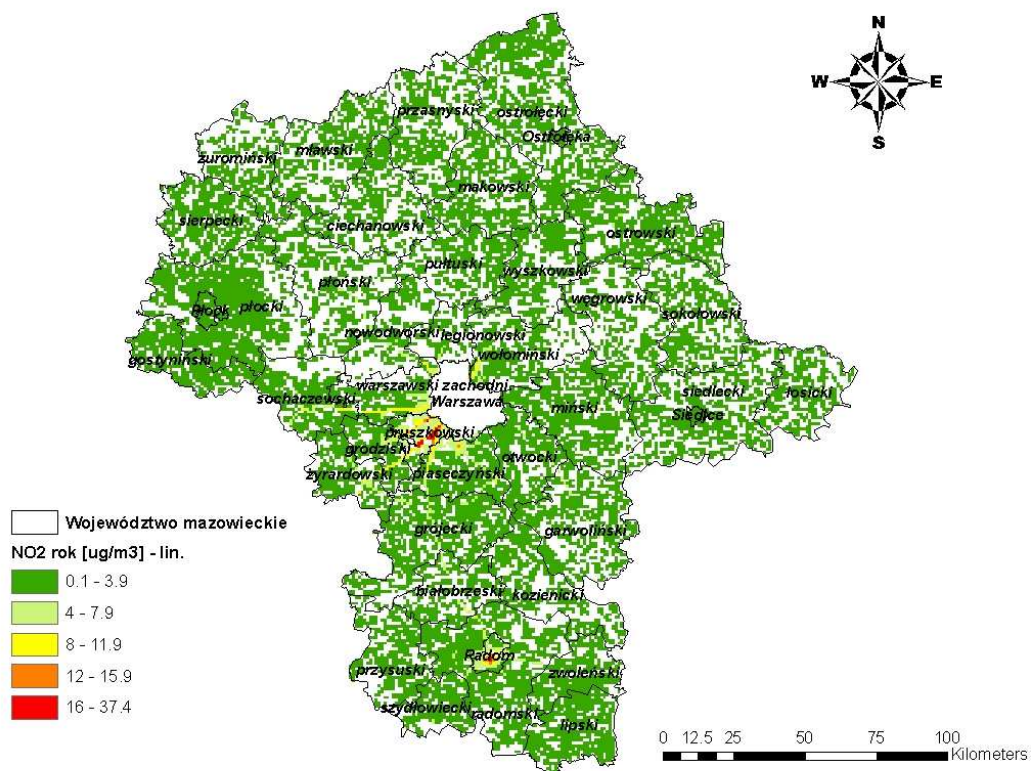 N
W E
S
przasnyski
ostrołęcki
Ostrołęka
żuromiński
mławski
makowski
sierpecki
ciechanowski
ostrowski
pułtuski
wyszkowski
płoński
węgrowski
sokołowski
Płock
płocki
nowodworski
legionowski
wołomiński
gostyniński
warszawski zachodni
sochaczewski
Warszawa
miński
siedlecki
łosicki
Siedlce
pruszkowski
grodziski
otwocki
żyrardowski
piaseczyński
grójecki
garwoliński
białobrzeski
kozienicki
Radom
przysuski
zwoleński
szydłowiecki
radomski
lipski
Województwo mazowieckie
NO2 rok [ug/m3] - lin.
0.1 - 3.9
4 - 7.9
8 - 11.9
12 - 15.9
16 - 37.4
0 12.5 25 50 75 100
Kilometers